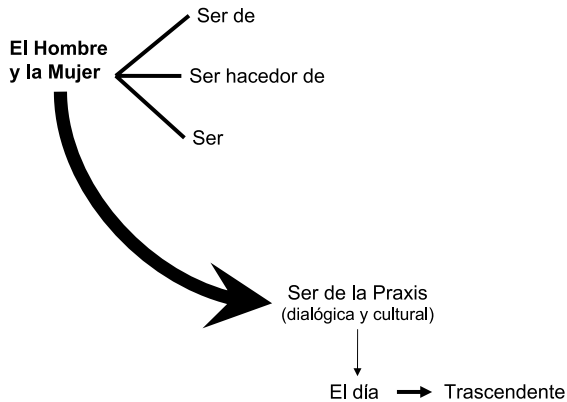 Ser de
El Hombre
y la Mujer
Ser hacedor de
Ser
Ser de la Praxis
(dialógica y cultural)
El día
Trascendente